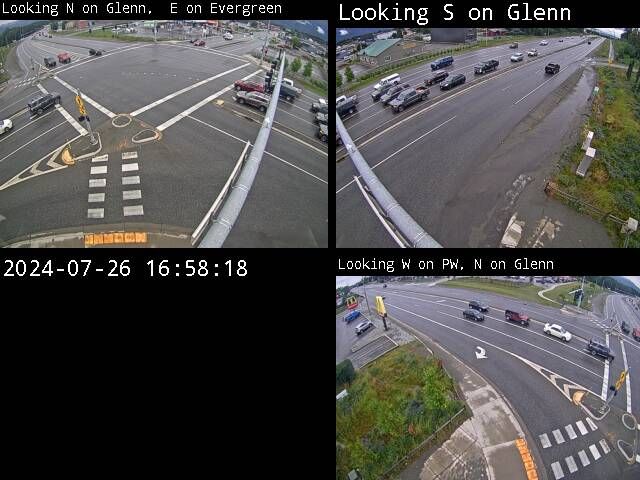 Looking N on Glenn, E on Evergreen
Looking S on Glenn
2024-07-26 16:58:18
Looking W on PW, N on Glenn